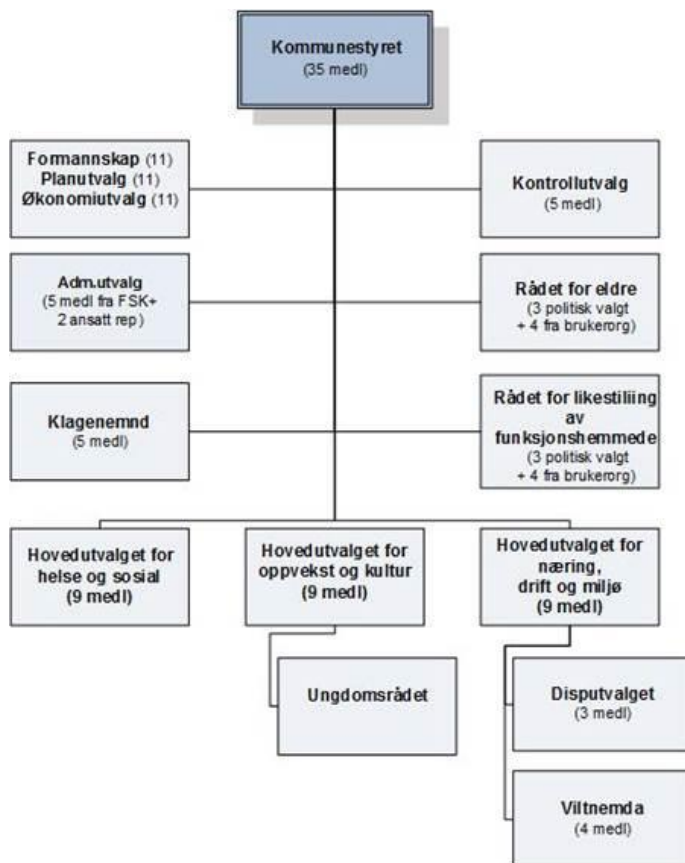 Kommunestyret
(35 medl)
Formannskap (11)
Planutvalg (11)
Økonomiutvalg (11)
Kontrollutvalg
(5 medl)
Adm.utvalg
(5 medl fra FSK+
2 ansatt rep)
Rådet for eldre
(3 politisk valgt
+ 4 fra brukerorg)
Klagenemnd
(5 medl)
Rådet for likestiliing
av
funksjonshemmede
(3 politisk valgt
+ 4 fra brukerorg)
Hovedutvalget for
helse og sosial
(9 medl)
Hovedutvalget for
oppvekst og kultur
(9 medl)
Hovedutvalget for
næring,
drift og miljø
(9 medl)
Ungdomsrådet
Disputvalget
(3 medl)
Viltnemda
(4 medl)